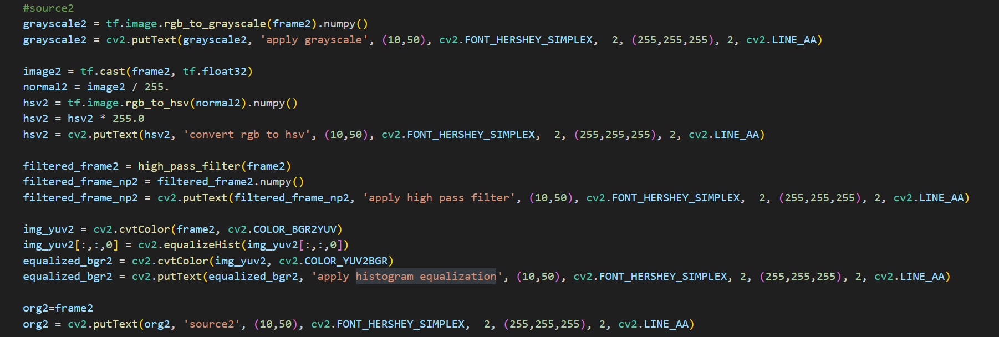 #source2
grayscale2 = tf.image.rgb_to_grayscale(frame2).numpy()
grayscale2 = cv2.putText(grayscale2, 'apply grayscale', (10,50), cv2.FONT_HERSHEY_SIMPLEX,  2, (255,255,255), 2, cv2.LINE_AA)
image2 = tf.cast(frame2, tf.float32)
normal2 = image2 / 255.
hsv2 = tf.image.rgb_to_hsv(normal2).numpy()
hsv2 = hsv2 * 255.0
hsv2 = cv2.putText(hsv2, 'convert rgb to hsv', (10,50), cv2.FONT_HERSHEY_SIMPLEX,  2, (255,255,255), 2, cv2.LINE_AA)
filtered_frame2 = high_pass_filter(frame2)
filtered_frame_np2 = filtered_frame2.numpy()
filtered_frame_np2 = cv2.putText(filtered_frame_np2, 'apply high pass filter', (10,50), cv2.FONT_HERSHEY_SIMPLEX,  2, (255,255,255), 2, cv2.LINE_AA)
img_yuv2 = cv2.cvtColor(frame2, cv2.COLOR_BGR2YUV)
img_yuv2[:,:,0] = cv2.equalizeHist(img_yuv2[:,:,0])
equalized_bgr2 = cv2.cvtColor(img_yuv2, cv2.COLOR_YUV2BGR)
equalized_bgr2 = cv2.putText(equalized_bgr2, 'apply histogram equalization', (10,50), cv2.FONT_HERSHEY_SIMPLEX, 2, (255,255,255), 2, cv2.LINE_AA)
org2=frame2
org2 = cv2.putText(org2, 'source2', (10,50), cv2.FONT_HERSHEY_SIMPLEX,  2, (255,255,255), 2, cv2.LINE_AA)